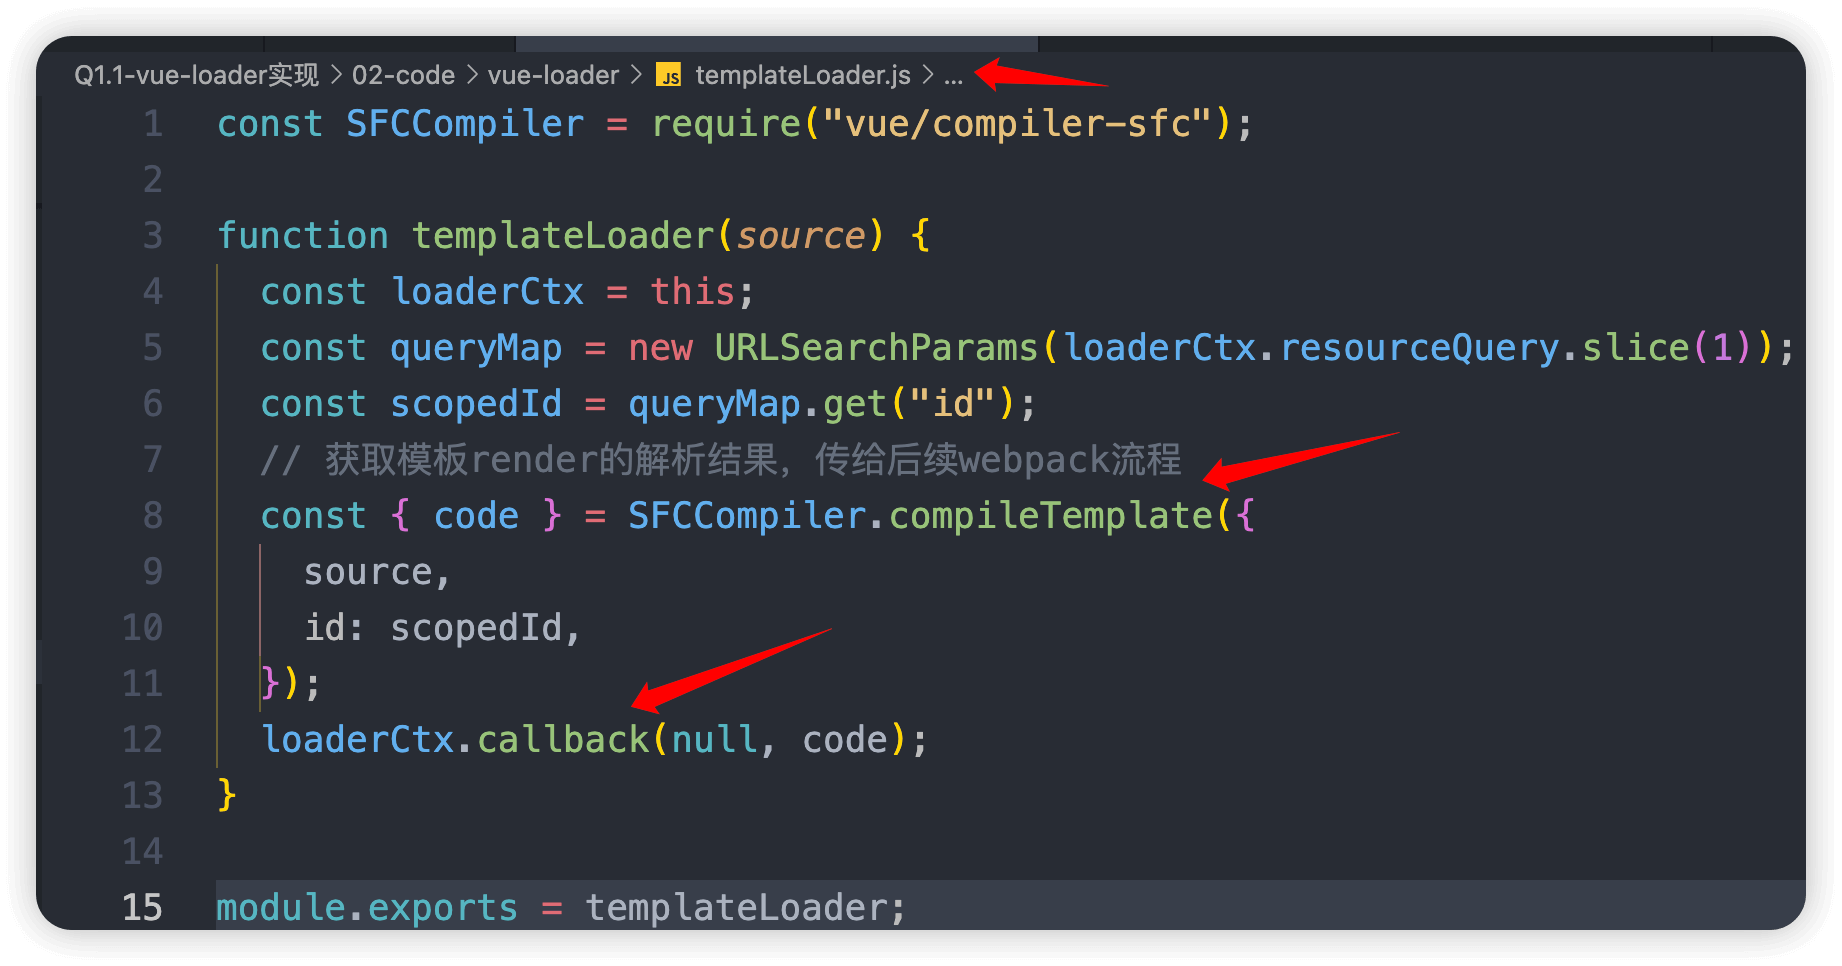 Q1.1-vue-loader实现 > 02-code > vue-loader > JS templateLoader.js > ...
1 const SFCCompiler = require("vue/compiler-sfc");
2
3 function templateLoader(source) {
4   const loaderCtx = this;
5   const queryMap = new URLSearchParams(loaderCtx.resourceQuery.slice(1));
6   const scopedId = queryMap.get("id");
7   // 获取模板render的解析结果，传给后续webpack流程
8   const { code } = SFCCompiler.compileTemplate({
9     source,
10     id: scopedId,
11   });
12   loaderCtx.callback(null, code);
13 }
14
15 module.exports = templateLoader;